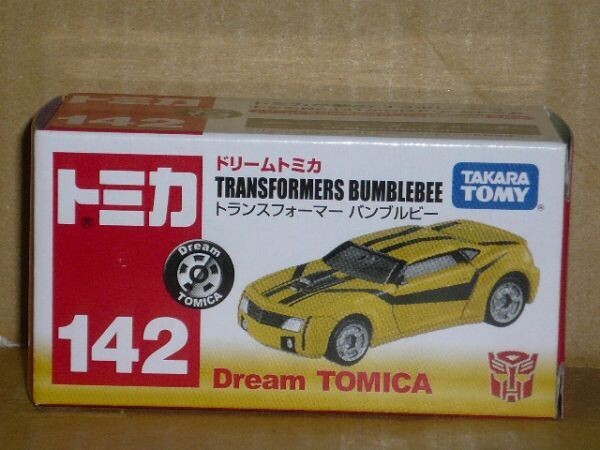 トミカ
®
Dream
TOMICA
142
ドリームトミカ
TRANSFORMERS BUMBLEBEE
トランスフォーマー バンブルビー
TAKARA
TOMY
®
Dream TOMICA